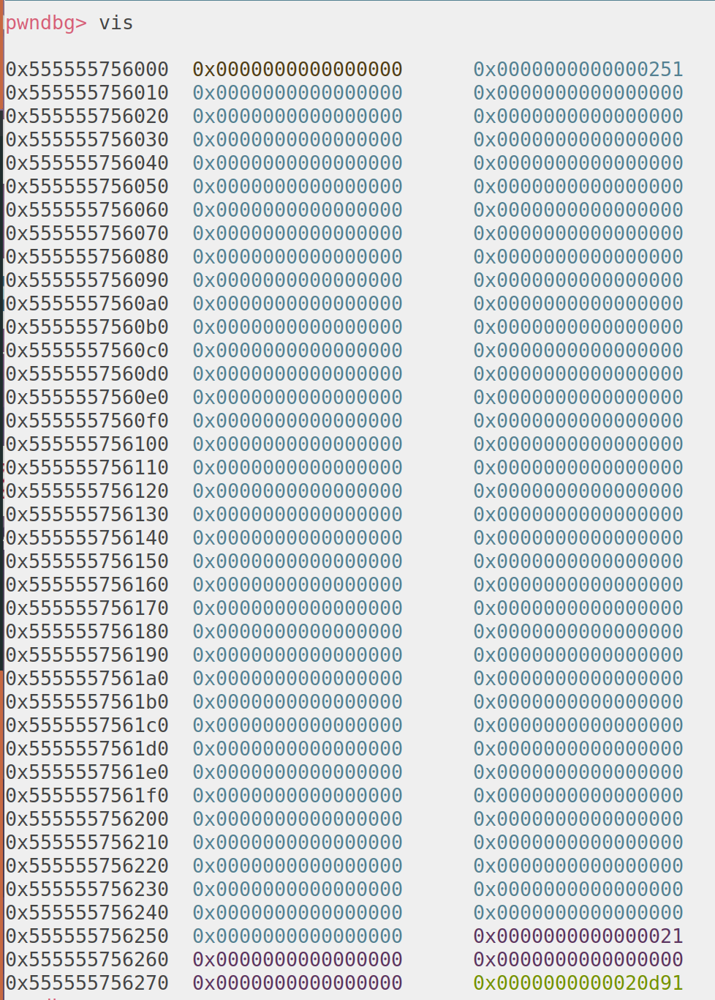 pwndbg> vis
0x555555756000 0x0000000000000000 0x0000000000000251
0x555555756010 0x0000000000000000 0x0000000000000000
0x555555756020 0x0000000000000000 0x0000000000000000
0x555555756030 0x0000000000000000 0x0000000000000000
0x555555756040 0x0000000000000000 0x0000000000000000
0x555555756050 0x0000000000000000 0x0000000000000000
0x555555756060 0x0000000000000000 0x0000000000000000
0x555555756070 0x0000000000000000 0x0000000000000000
0x555555756080 0x0000000000000000 0x0000000000000000
0x555555756090 0x0000000000000000 0x0000000000000000
0x5555557560a0 0x0000000000000000 0x0000000000000000
0x5555557560b0 0x0000000000000000 0x0000000000000000
0x5555557560c0 0x0000000000000000 0x0000000000000000
0x5555557560d0 0x0000000000000000 0x0000000000000000
0x5555557560e0 0x0000000000000000 0x0000000000000000
0x5555557560f0 0x0000000000000000 0x0000000000000000
0x555555756100 0x0000000000000000 0x0000000000000000
0x555555756110 0x0000000000000000 0x0000000000000000
0x555555756120 0x0000000000000000 0x0000000000000000
0x555555756130 0x0000000000000000 0x0000000000000000
0x555555756140 0x0000000000000000 0x0000000000000000
0x555555756150 0x0000000000000000 0x0000000000000000
0x555555756160 0x0000000000000000 0x0000000000000000
0x555555756170 0x0000000000000000 0x0000000000000000
0x555555756180 0x0000000000000000 0x0000000000000000
0x555555756190 0x0000000000000000 0x0000000000000000
0x5555557561a0 0x0000000000000000 0x0000000000000000
0x5555557561b0 0x0000000000000000 0x0000000000000000
0x5555557561c0 0x0000000000000000 0x0000000000000000
0x5555557561d0 0x0000000000000000 0x0000000000000000
0x5555557561e0 0x0000000000000000 0x0000000000000000
0x5555557561f0 0x0000000000000000 0x0000000000000000
0x555555756200 0x0000000000000000 0x0000000000000000
0x555555756210 0x0000000000000000 0x0000000000000000
0x555555756220 0x0000000000000000 0x0000000000000000
0x555555756230 0x0000000000000000 0x0000000000000000
0x555555756240 0x0000000000000000 0x0000000000000000
0x555555756250 0x0000000000000000 0x0000000000000021
0x555555756260 0x0000000000000000 0x0000000000000000
0x555555756270 0x0000000000000000 0x0000000000020d91